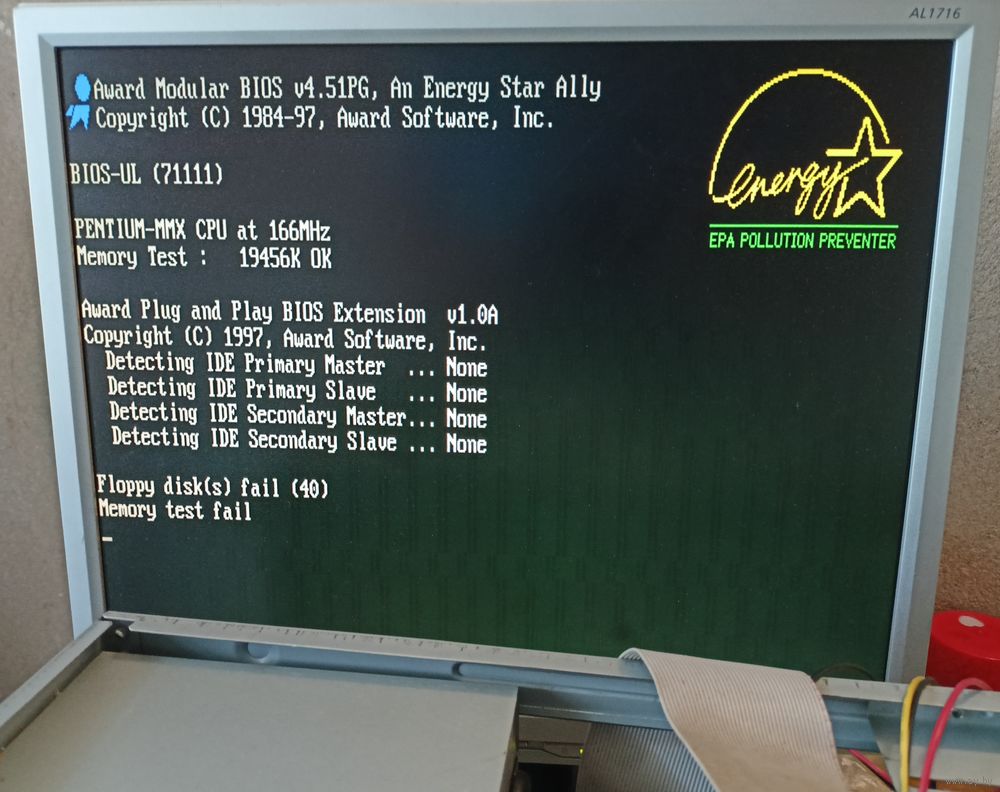 AL1716
Award Modular BIOS v4.51PG, An Energy Star Ally
Copyright (C) 1984-97, Award Software, Inc.
energy
EPA POLLUTION PREVENTER
BIOS-UL (71111)
PENTIUM-MMX CPU at 166MHz
Memory Test : 19456K OK
Award Plug and Play BIOS Extension v1.0A
Copyright (C) 1997, Award Software, Inc.
Detecting IDE Primary Master ... None
Detecting IDE Primary Slave ... None
Detecting IDE Secondary Master... None
Detecting IDE Secondary Slave ... None
Floppy disk(s) fail (40)
Memory test fail